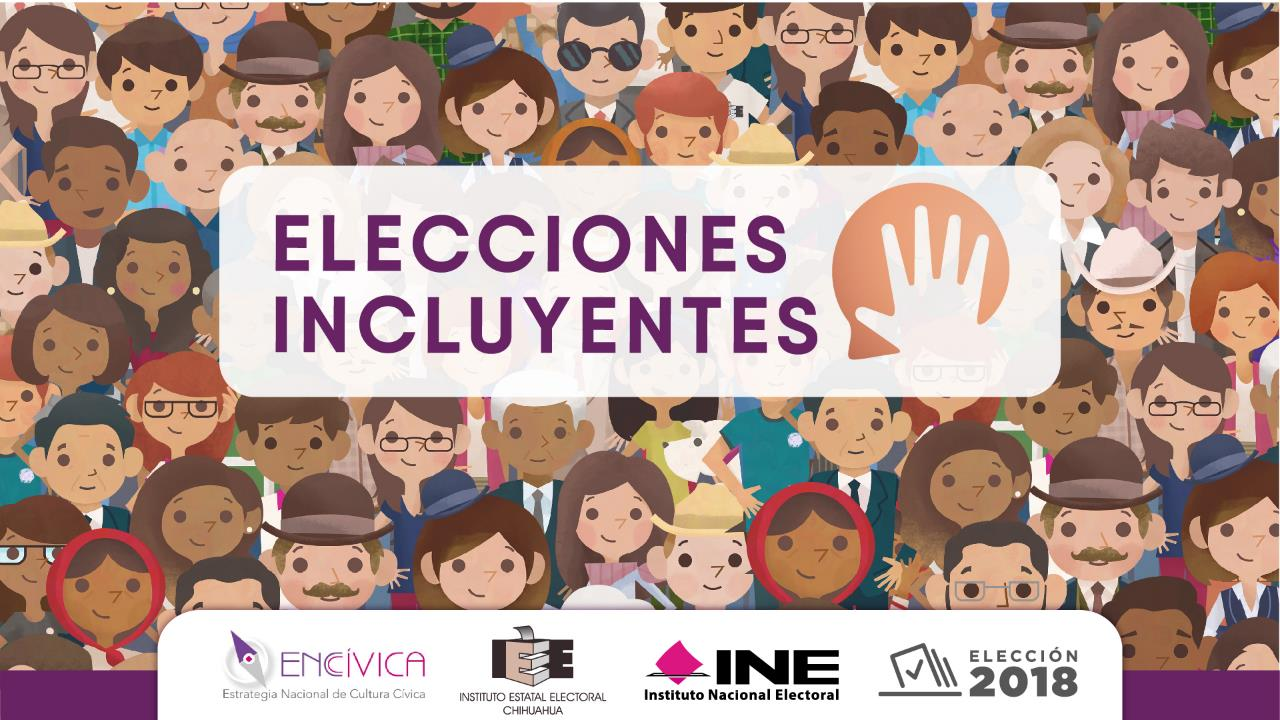 ELECCIONES
INCLUYENTES
ENCÍVICA
Estrategia Nacional de Cultura Cívica
IEE
INSTITUTO ESTATAL ELECTORAL
CHIHUAHUA
INE
Instituto Nacional Electoral
ELECCIÓN
2018